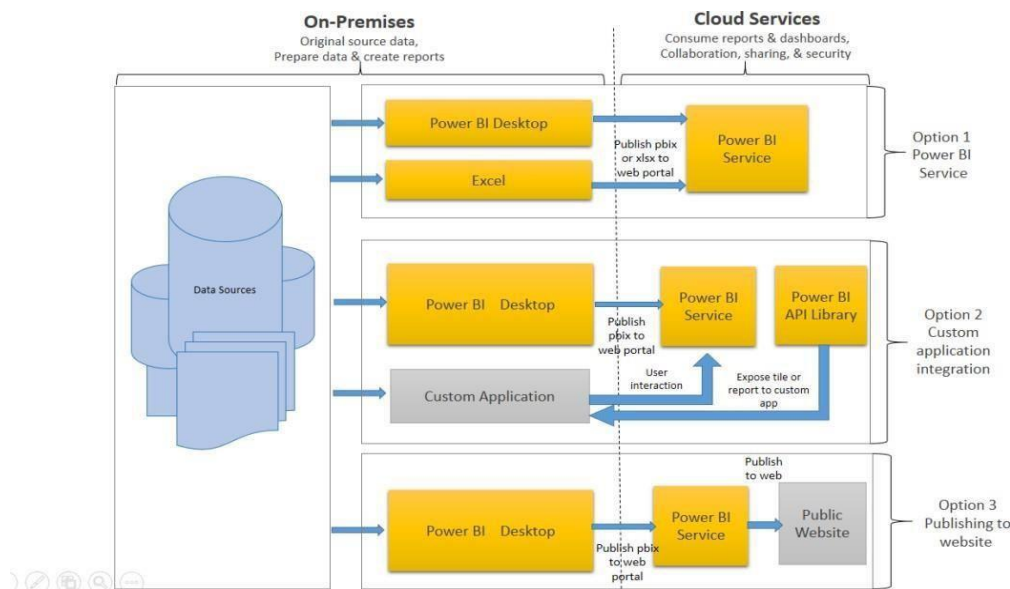 On-Premises
Original source data,
Prepare data & create reports
Cloud Services
Consume reports & dashboards,
Collaboration, sharing, & security
Data Sources
Power BI Desktop
Excel
Publish pbix
or xlsx to
web portal
Power BI
Service
Option 1
Power BI
Service
Power BI Desktop
Publish
pbix to
web portal
Power BI
Service
Power BI
API Library
Custom Application
User
interaction
Expose tile or
report to custom
app
Option 2
Custom
application
integration
Power BI Desktop
Publish pbix
to web
portal
Power BI
Service
Publish
to web
Public
Website
Option 3
Publishing to
website